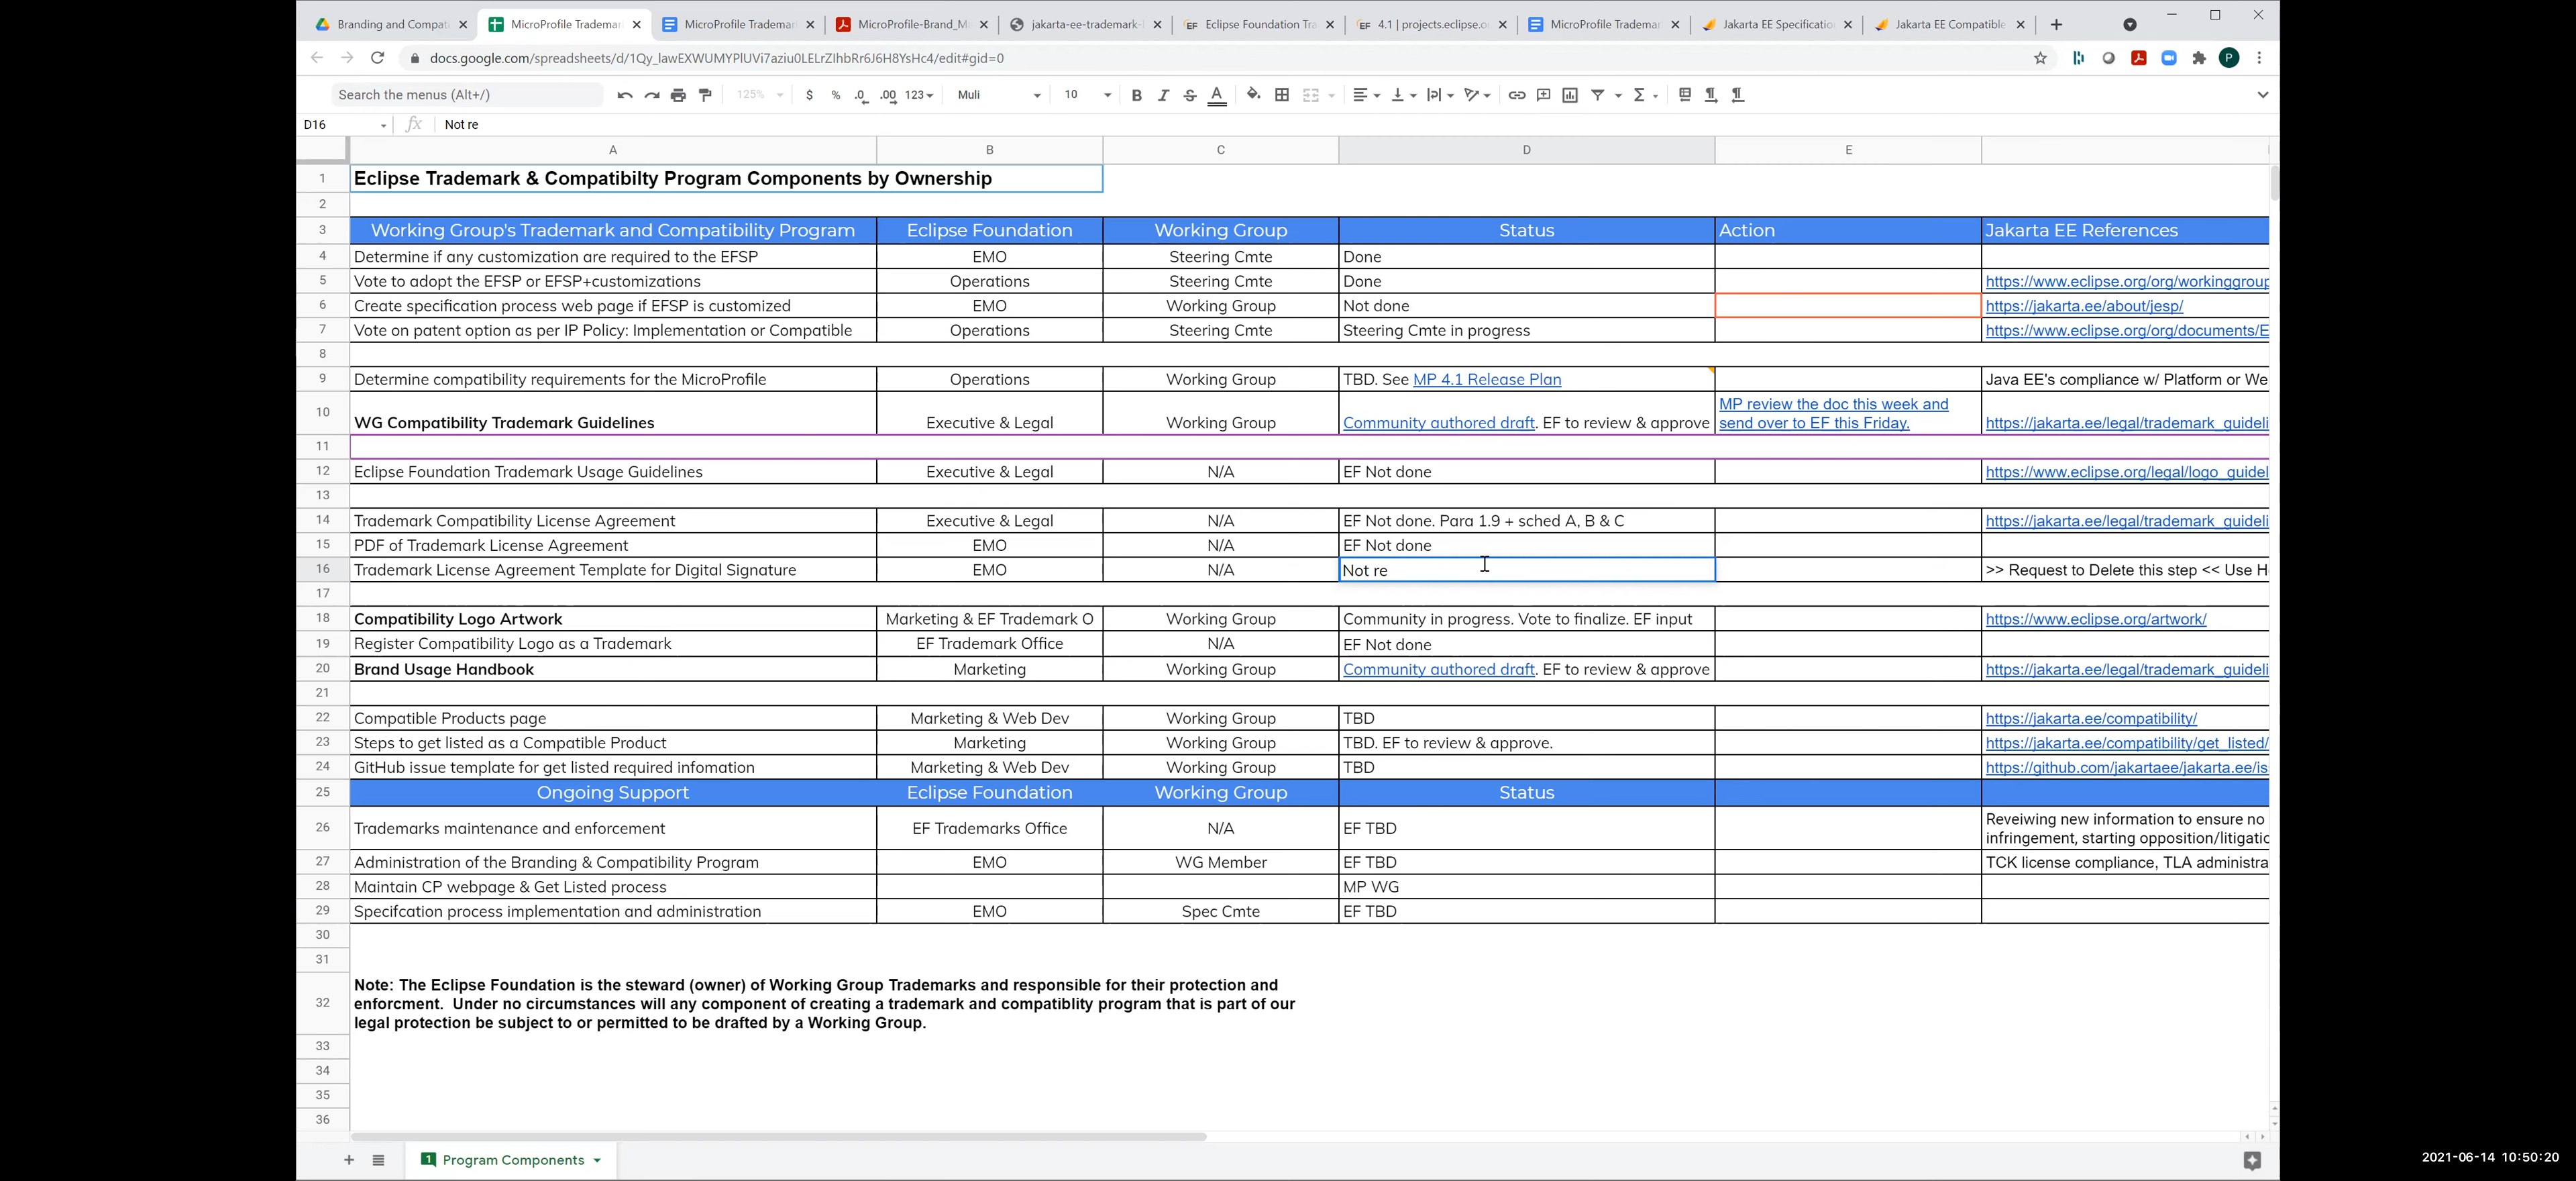 Branding and Compati
MicroProfile Trademar
MicroProfile Tradema
MicroProfile-Brand_Ma
jakarta-ee-trademark-
Eclipse Foundation Tra
4.1 | projects.eclipse.o
MicroProfile Tradema
Jakarta EE Specificatio
Jakarta EE Compatible
P
Search the menus (Alt+/)
125%
$
%
.0
.00
123
Muli
10
B
I
S
A
D16
fx
Not re
A B C D E
1 Eclipse Trademark & Compatibilty Program Components by Ownership
2
3 Working Group's Trademark and Compatibility Program Eclipse Foundation Working Group Status Action Jakarta EE References
4 Determine if any customization are required to the EFSP EMO Steering Cmte Done
5 Vote to adopt the EFSP or EFSP+customizations Operations Steering Cmte Done https://www.eclipse.org/org/workinggroup
6 Create specification process web page if EFSP is customized EMO Working Group Not done https://jakarta.ee/about/jesp/
7 Vote on patent option as per IP Policy: Implementation or Compatible Operations Steering Cmte Steering Cmte in progress https://www.eclipse.org/org/documents/E
8
9 Determine compatibility requirements for the MicroProfile Operations Working Group TBD. See MP 4.1 Release Plan Java EE's compliance w/ Platform or We
10 WG Compatibility Trademark Guidelines Executive & Legal Working Group Community authored draft. EF to review & approve MP review the doc this week and
send over to EF this Friday. https://jakarta.ee/legal/trademark_guideli
11
12 Eclipse Foundation Trademark Usage Guidelines Executive & Legal N/A EF Not done https://www.eclipse.org/legal/logo_guidel
13
14 Trademark Compatibility License Agreement Executive & Legal N/A EF Not done. Para 1.9 + sched A, B & C https://jakarta.ee/legal/trademark_guideli
15 PDF of Trademark License Agreement EMO N/A EF Not done
16 Trademark License Agreement Template for Digital Signature EMO N/A Not re >> Request to Delete this step << Use H
17
18 Compatibility Logo Artwork Marketing & EF Trademark O Working Group Community in progress. Vote to finalize. EF input https://www.eclipse.org/artwork/
19 Register Compatibility Logo as a Trademark EF Trademark Office N/A EF Not done
20 Brand Usage Handbook Marketing Working Group Community authored draft. EF to review & approve https://jakarta.ee/legal/trademark_guideli
21
22 Compatible Products page Marketing & Web Dev Working Group TBD https://jakarta.ee/compatibility/
23 Steps to get listed as a Compatible Product Marketing Working Group TBD. EF to review & approve. https://jakarta.ee/compatibility/get_listed/
24 GitHub issue template for get listed required infomation Marketing & Web Dev Working Group TBD https://github.com/jakartaee/jakarta.ee/is
25 Ongoing Support Eclipse Foundation Working Group Status
26 Trademarks maintenance and enforcement EF Trademarks Office N/A EF TBD Reveiwing new information to ensure no
infringement, starting opposition/litigatio
27 Administration of the Branding & Compatibility Program EMO WG Member EF TBD TCK license compliance, TLA administra
28 Maintain CP webpage & Get Listed process MP WG
29 Specifcation process implementation and administration EMO Spec Cmte EF TBD
30
31
32 Note: The Eclipse Foundation is the steward (owner) of Working Group Trademarks and responsible for their protection and
enforcment. Under no circumstances will any component of creating a trademark and compatiblity program that is part of our
legal protection be subject to or permitted to be drafted by a Working Group.
33
34
35
36
1 Program Components
2021-06-14 10:50:20